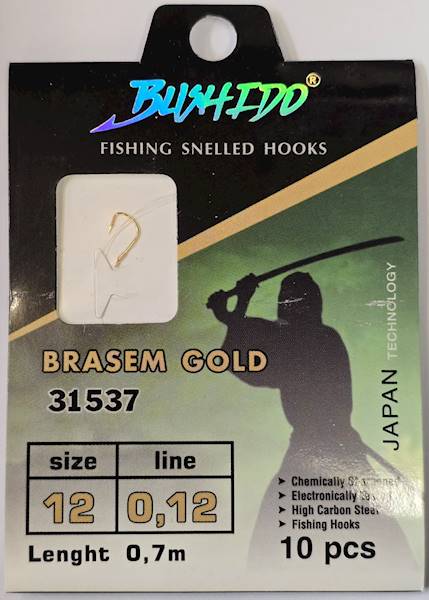 BUSHIDO®
FISHING SNELLED HOOKS
JAPAN TECHNOLOGY
BRASEM GOLD
31537
size line
12 0,12
Lenght 0,7m
Chemically
Electronically
High Carbon Steel
Fishing Hooks
10 pcs